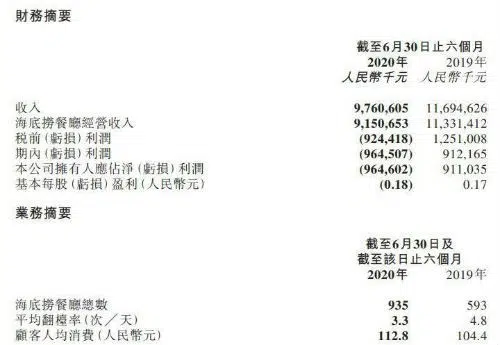 財務摘要
截至6月30日止六個月
2020年 2019年
人民幣千元 人民幣千元
收入 9,760,605 11,694,626
海底撈餐廳經營收入 9,150,653 11,331,412
税前(虧損)利潤 (924,418) 1,251,008
期內(虧損)利潤 (964,507) 912,165
本公司擁有人應佔淨(虧損)利潤 (964,602) 911,035
基本每股(虧損)盈利(人民幣元) (0.18) 0.17
業務摘要
截至6月30日及
截至該日止六個月
2020年 2019年
海底撈餐廳總數 935 593
平均翻檯率(次╱天) 3.3 4.8
顧客人均消費(人民幣元) 112.8 104.4